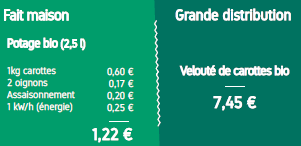 Fait maison
Potage bio (2,5 l)
1kg carottes 0,60 €
2 oignons 0,17 €
Assaisonnement 0,20 €
1 kW/h (énergie) 0,25 €
1,22 €
Grande distribution
Velouté de carottes bio
7,45 €